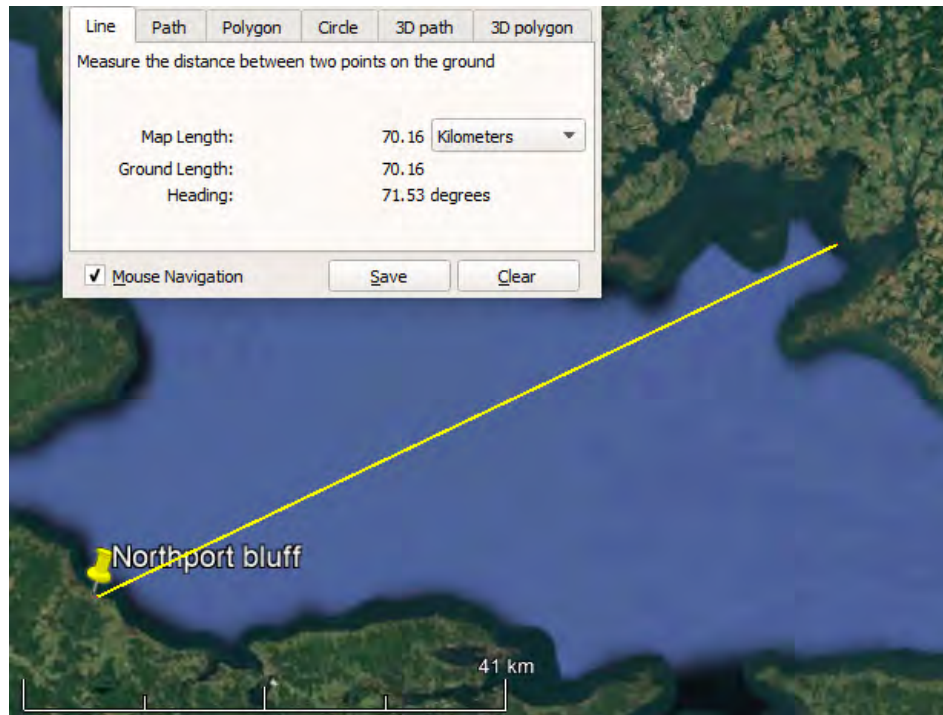 Line Path Polygon Circle 3D path 3D polygon
Measure the distance between two points on the ground
Map Length: 70.16 Kilometers
Ground Length: 70.16
Heading: 71.53 degrees
Mouse Navigation Save Clear
Northport bluff
41 km